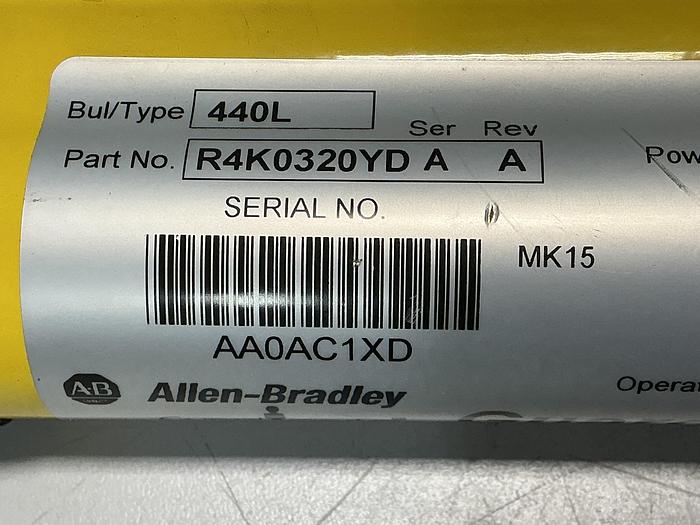 Bul/Type 440L
Ser Rev
Part No. R4K0320YD A A
Pow
SERIAL NO.
MK15
AA0AC1XD
A-B Allen-Bradley
Operat